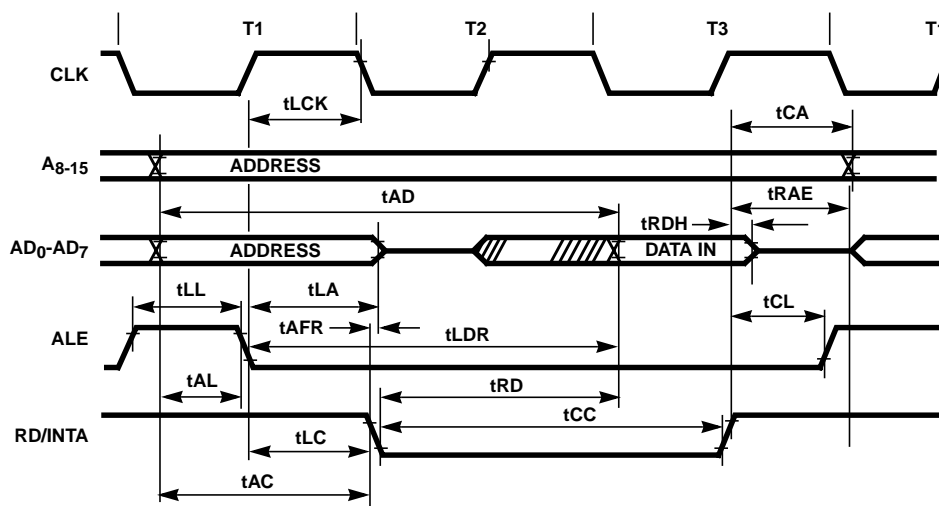 T1 T2 T3 T1
CLK
tLCK tCA
A8-15 ADDRESS
tAD tRAE
tRDH
AD0-AD7 ADDRESS DATA IN
tLL tLA tCL
tAFR tLDR
ALE
tAL tRD
tCC
RD/INTA tLC
tAC